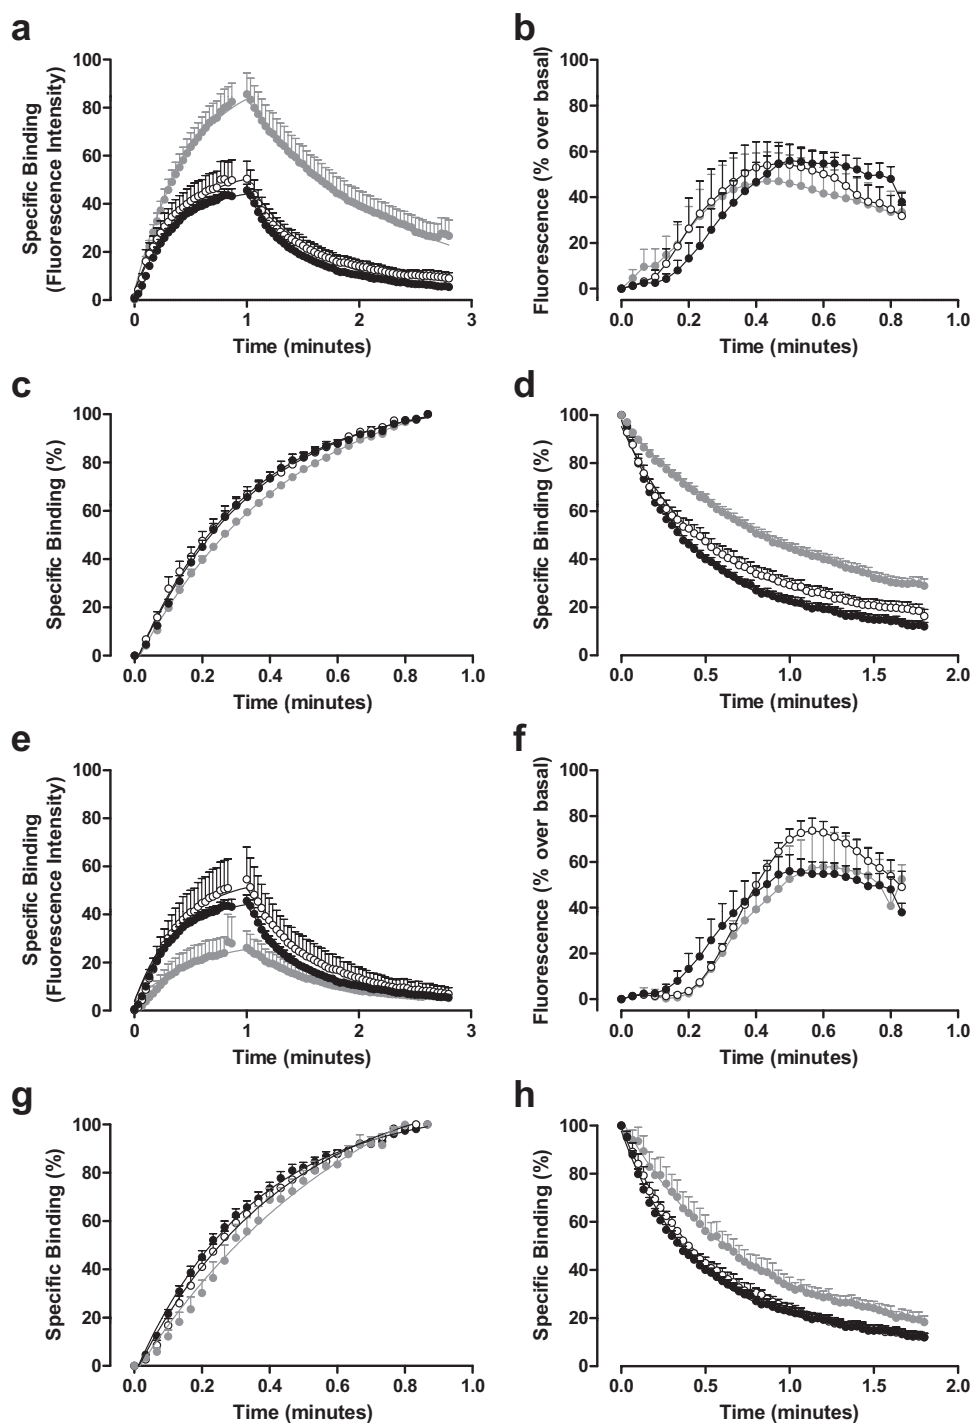 a
100
80
60
40
20
0
Specific Binding
(Fluorescence Intensity)
0 1 2 3
Time (minutes)
b
100
80
60
40
20
0
Fluorescence (% over basal)
0.0 0.2 0.4 0.6 0.8 1.0
Time (minutes)
c
100
80
60
40
20
0
Specific Binding (%)
0.0 0.2 0.4 0.6 0.8 1.0
Time (minutes)
d
100
80
60
40
20
0
Specific Binding (%)
0.0 0.5 1.0 1.5 2.0
Time (minutes)
e
100
80
60
40
20
0
Specific Binding
(Fluorescence Intensity)
0 1 2 3
Time (minutes)
f
100
80
60
40
20
0
Fluorescence (% over basal)
0.0 0.2 0.4 0.6 0.8 1.0
Time (minutes)
g
100
80
60
40
20
0
Specific Binding (%)
0.0 0.2 0.4 0.6 0.8 1.0
Time (minutes)
h
100
80
60
40
20
0
Specific Binding (%)
0.0 0.5 1.0 1.5 2.0
Time (minutes)